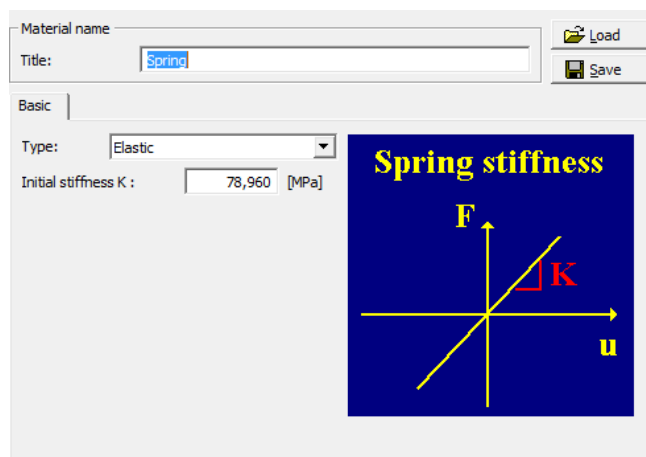 Material name
Load
Title: Spring
Save
Basic
Type: Elastic
Initial stiffness K : 78,960 [MPa]
Spring stiffness
F
K
u